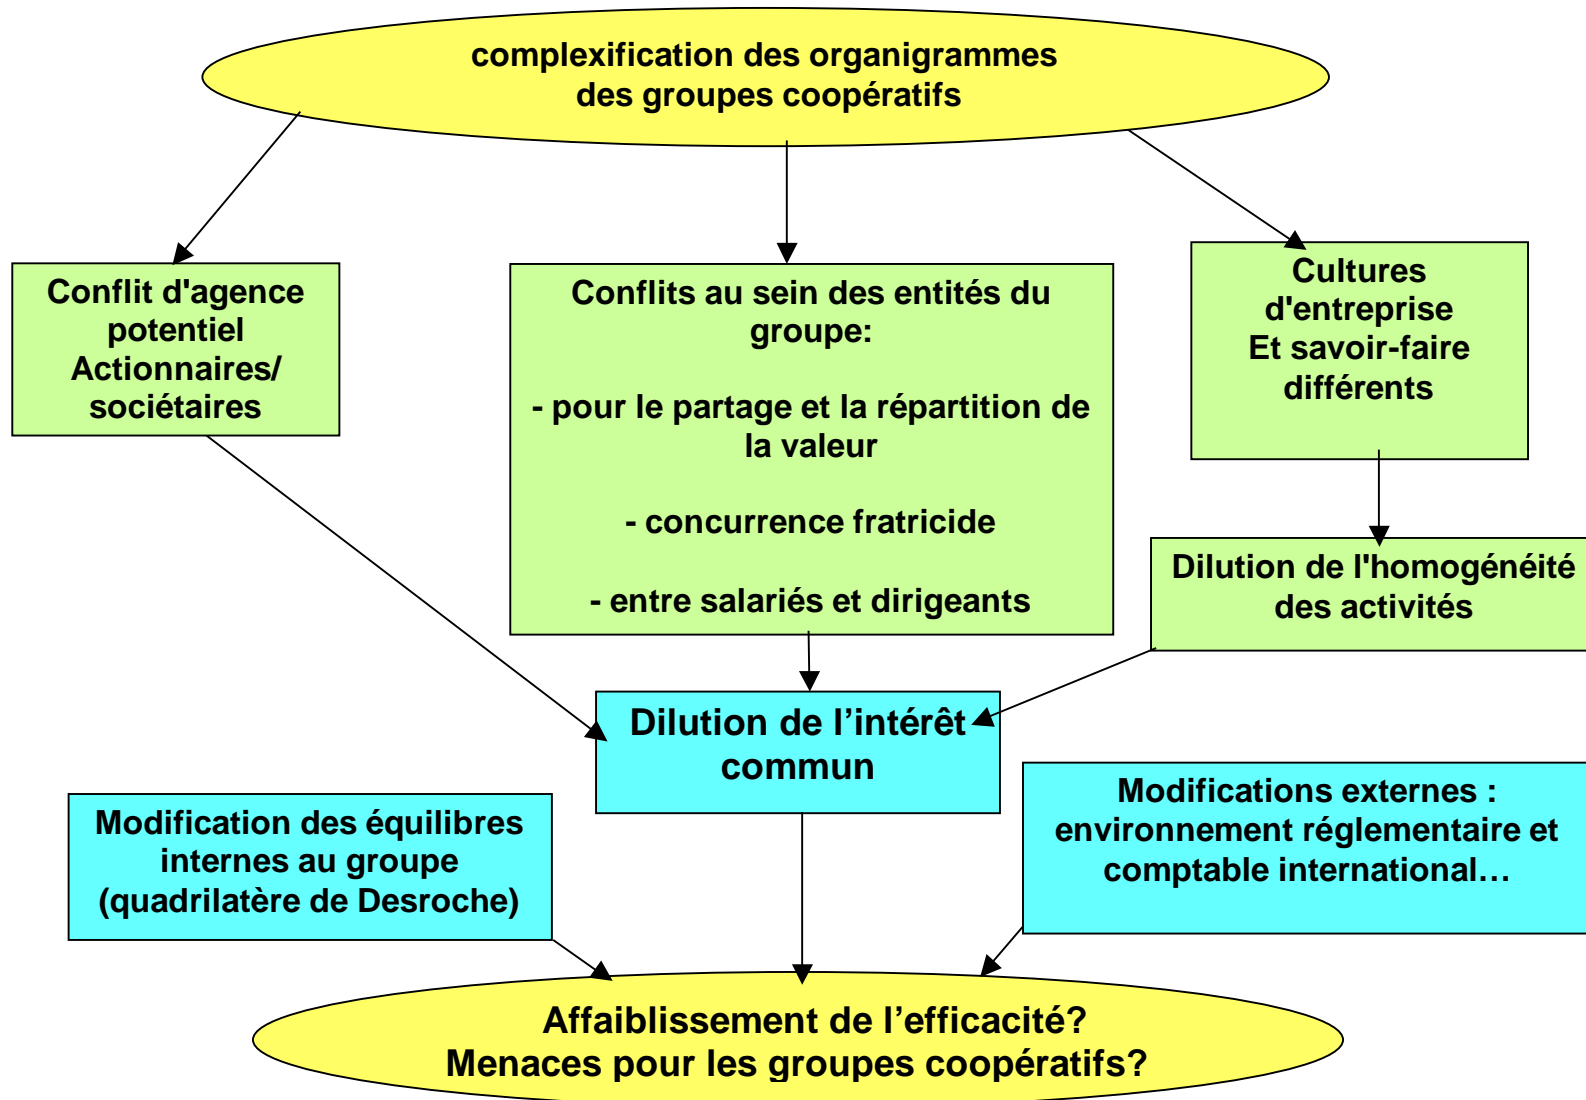 complexification des organigrammes
des groupes coopératifs
Conflit d'agence
potentiel
Actionnaires/
sociétaires
Conflits au sein des entités du
groupe:
- pour le partage et la répartition de
la valeur
- concurrence fratricide
- entre salariés et dirigeants
Cultures
d'entreprise
Et savoir-faire
différents
Dilution de l'homogénéité
des activités
Dilution de l’intérêt
commun
Modification des équilibres
internes au groupe
(quadrilatère de Desroche)
Modifications externes :
environnement réglementaire et
comptable international…
Affaiblissement de l’efficacité?
Menaces pour les groupes coopératifs?